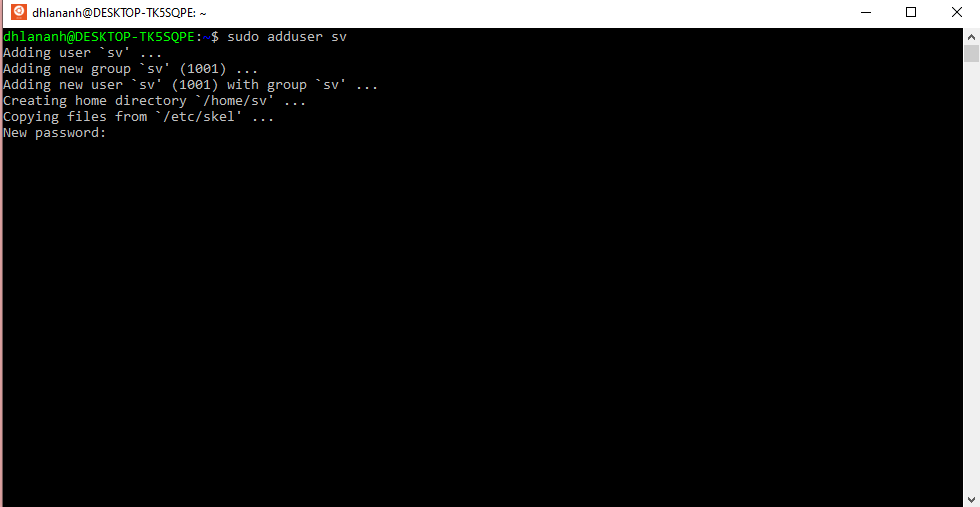 dhlananh@DESKTOP-TK5SQPE: ~
dhlananh@DESKTOP-TK5SQPE:~$ sudo adduser sv
Adding user `sv' ...
Adding new group `sv' (1001) ...
Adding new user `sv' (1001) with group `sv' ...
Creating home directory `/home/sv' ...
Copying files from `/etc/skel' ...
New password: